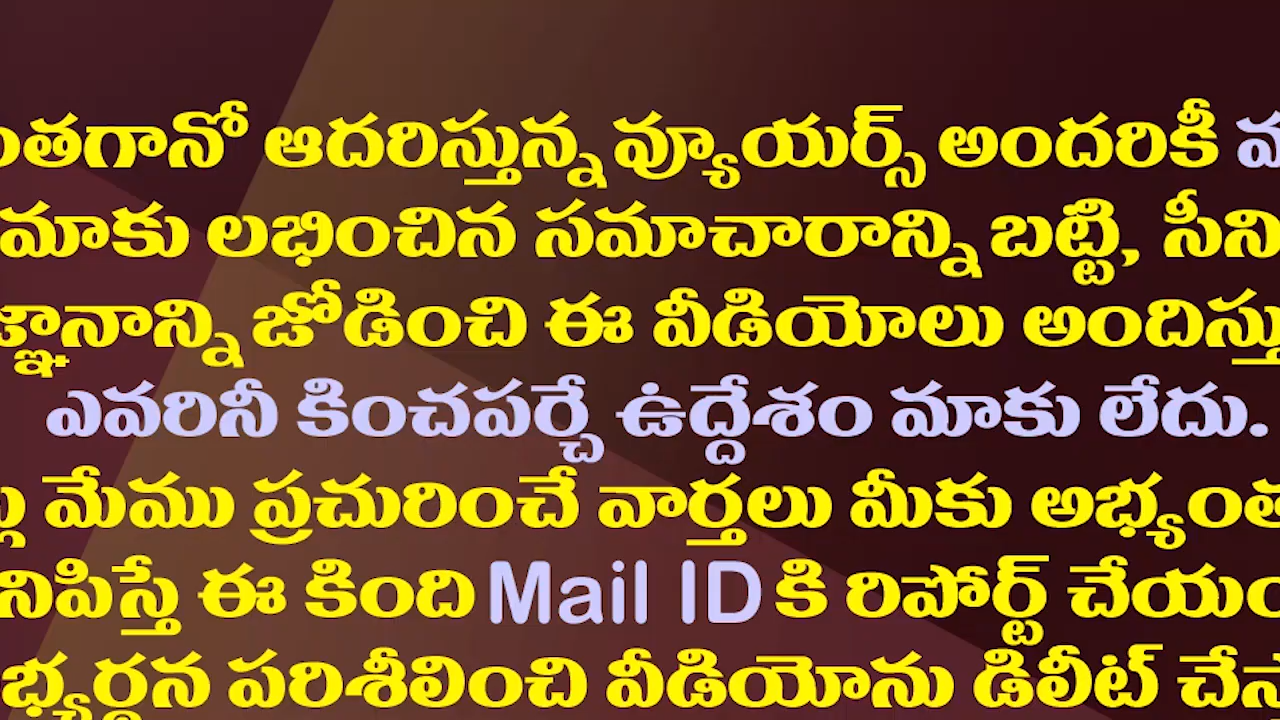 ంతగానో ఆదరిస్తున్న వ్యూయర్స్ అందరికీ
మాకు లభించిన సమాచారాన్ని బట్టి, సీని
జ్ఞానాన్ని జోడించి ఈ వీడియోలు అందిస్తు
ఎవరినీ కించపర్చే ఉద్దేశం మాకు లేదు.
మేము ప్రచురించే వార్తలు మీకు అభ్యంత
నిపిస్తే ఈ కింది Mail ID కి రిపోర్ట్ చేయం
భ్యర్ధన పరిశీలించి వీడియోను డిలీట్ చేస